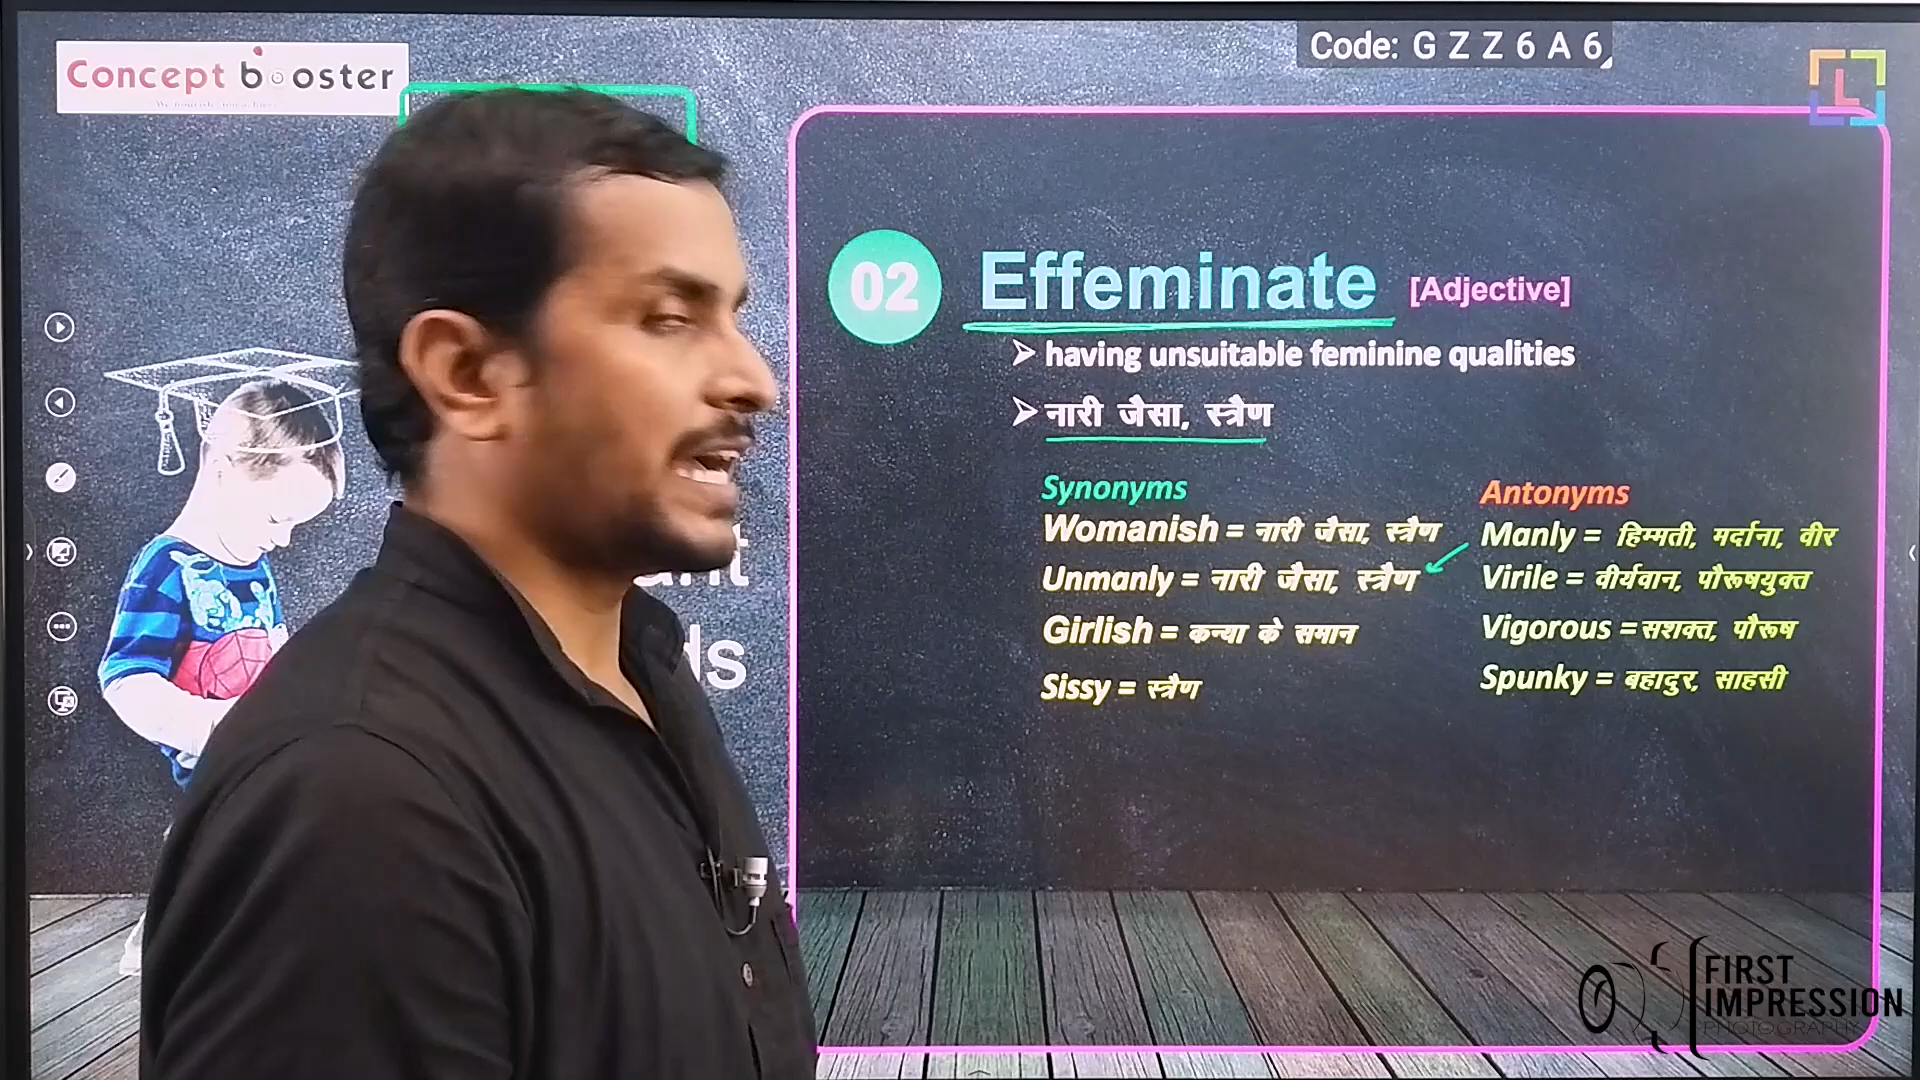 Concept booster
Code: G Z Z 6 A 6
L
02
Effeminate [Adjective]
having unsuitable feminine qualities
नारी जैसा, स्त्रैण
Synonyms
Womanish = नारी जैसा, स्त्रैण
Unmanly = नारी जैसा, स्त्रैण
Girlish = कन्या के समान
Sissy = स्त्रैण
Antonyms
Manly = हिम्मती, मर्दाना, वीर
Virile = वीर्यवान, पौरूषयुक्त
Vigorous =सशक्त, पौरूष
Spunky = बहादुर, साहसी
FIRST
IMPRESSION
PHOTOGRAPHY